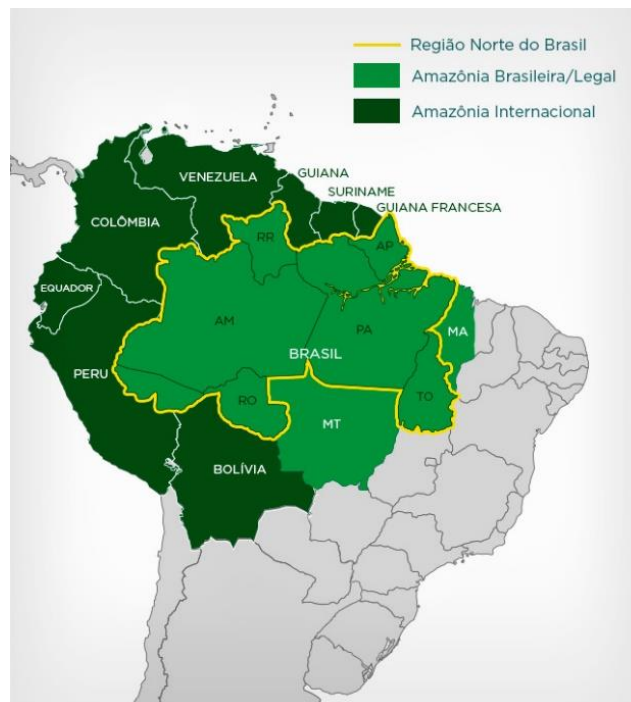 Região Norte do Brasil
Amazônia Brasileira/Legal
Amazônia Internacional
VENEZUELA
GUIANA
SURINAME
GUIANA FRANCESA
COLÔMBIA
RR
AP
EQUADOR
AM
PA
MA
BRASIL
PERU
RO
TO
MT
BOLÍVIA